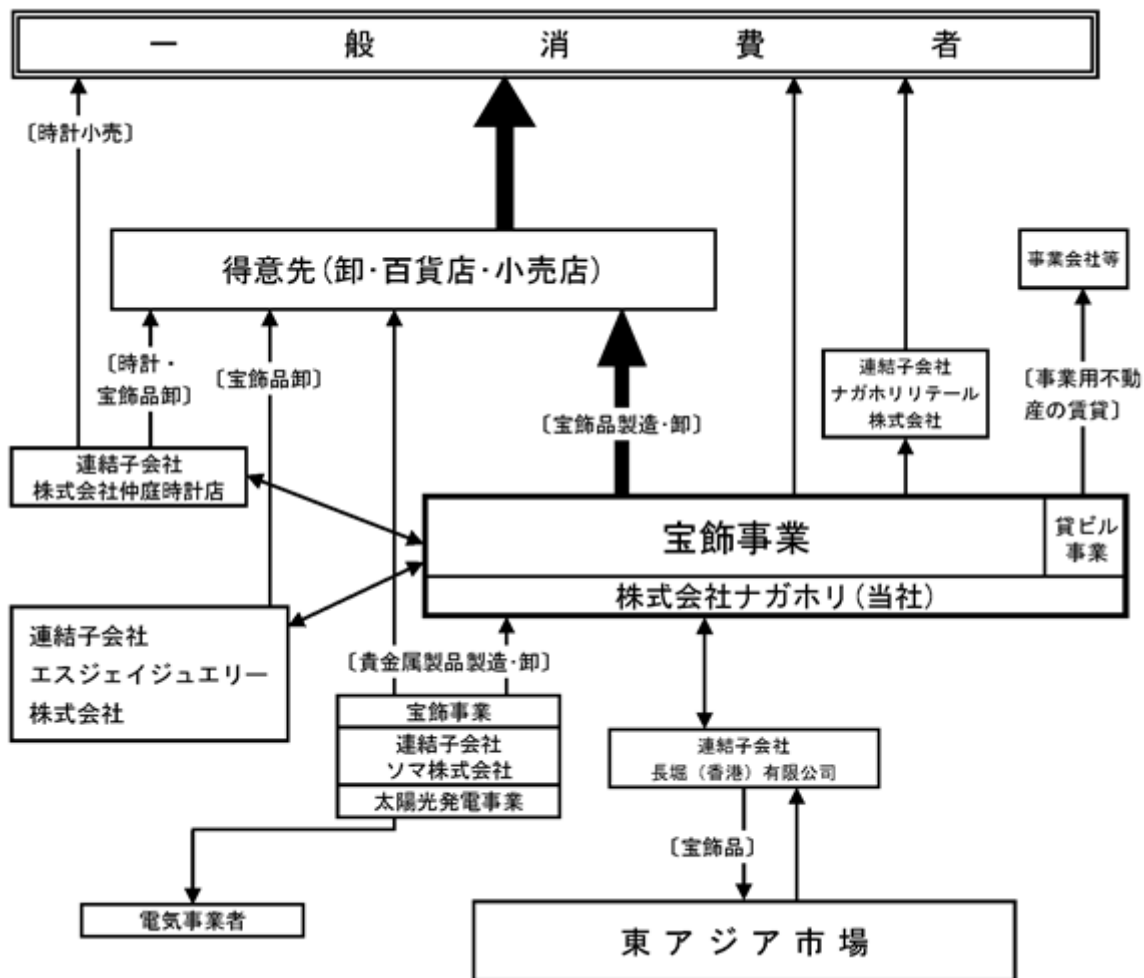 一般消費者
〔時計小売〕
得意先(卸・百貨店・小売店)
事業会社等
〔時計・
宝飾品卸〕
〔宝飾品卸〕
〔宝飾品製造・卸〕
連結子会社
ナガホリリテール
株式会社
〔事業用不動
産の賃貸〕
連結子会社
株式会社仲庭時計店
宝飾事業
貸ビル
事業
株式会社ナガホリ(当社)
連結子会社
エスジェイジュエリー
株式会社
〔貴金属製品製造・卸〕
宝飾事業
連結子会社
ソマ株式会社
太陽光発電事業
連結子会社
長堀（香港）有限公司
〔宝飾品〕
電気事業者
東アジア市場